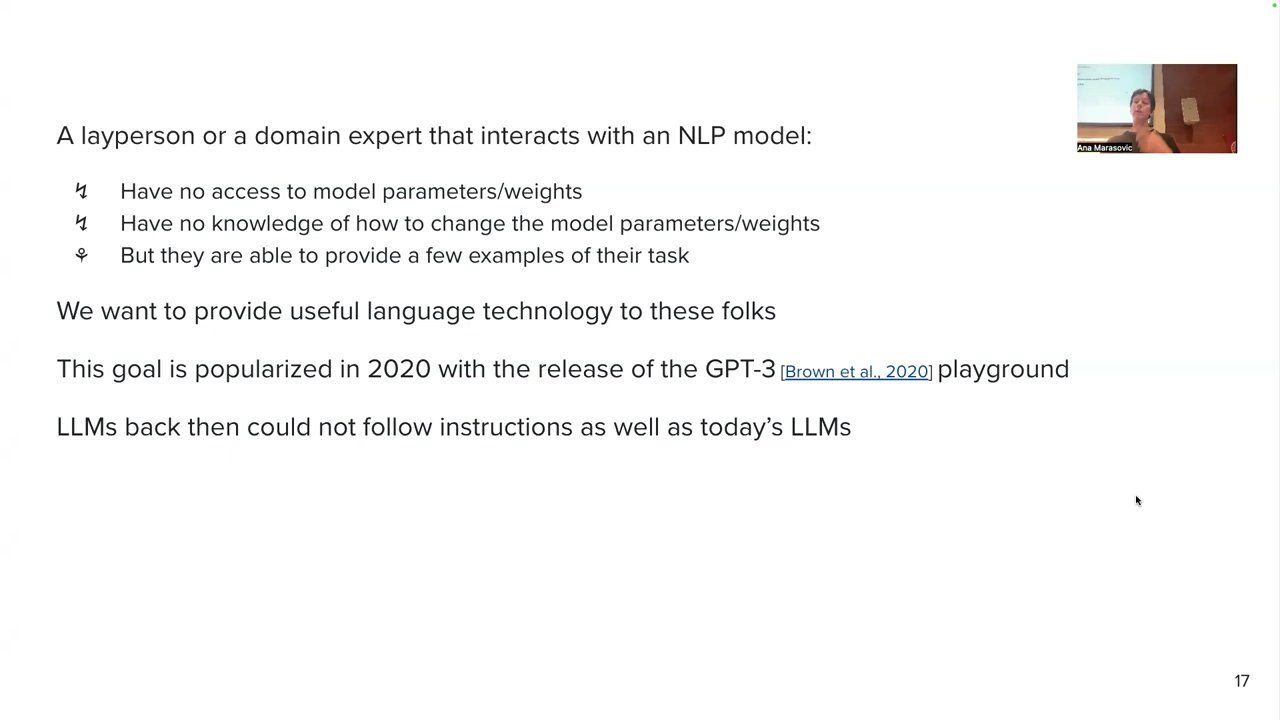 A layperson or a domain expert that interacts with an NLP model:
Ana Marasovic
↯ Have no access to model parameters/weights
↯ Have no knowledge of how to change the model parameters/weights
⚘ But they are able to provide a few examples of their task
We want to provide useful language technology to these folks
This goal is popularized in 2020 with the release of the GPT-3 [Brown et al., 2020] playground
LLMs back then could not follow instructions as well as today’s LLMs
17